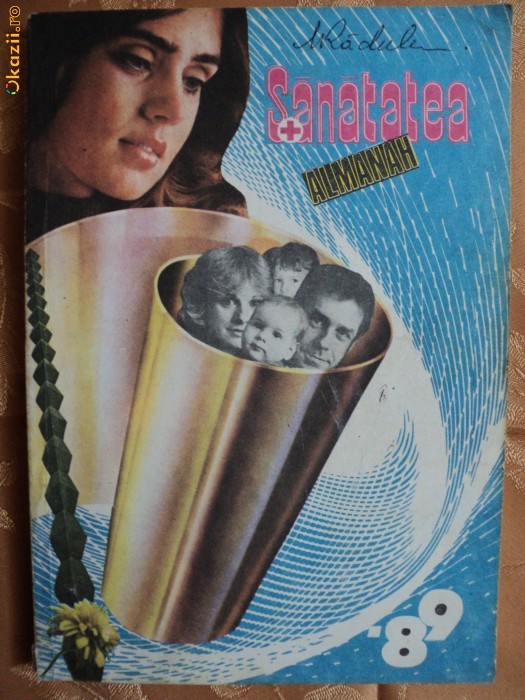 Okazii.ro
Sănătatea
ALMANAH
'89